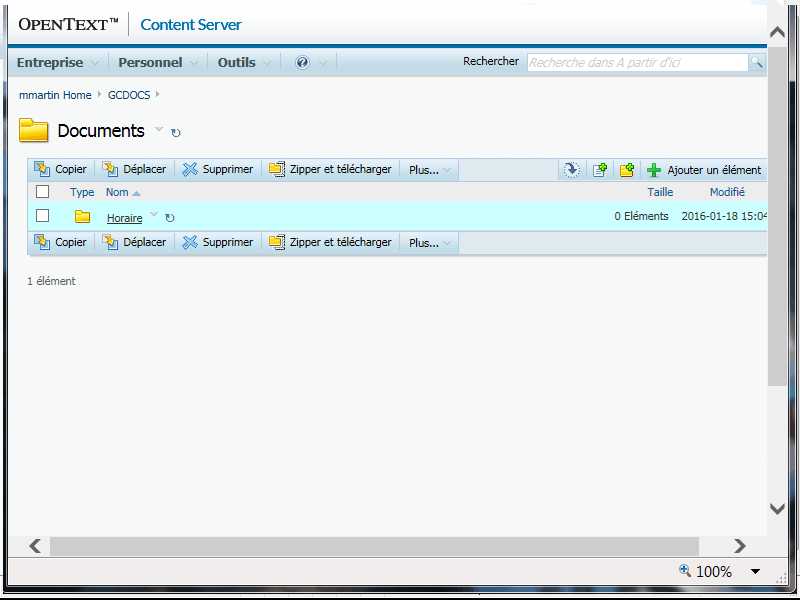 OPENTEXT™ Content Server
Entreprise Personnel Outils Rechercher Recherche dans A partir d'ici
mmartin Home GCDOCS
Documents
Copier Déplacer Supprimer Zipper et télécharger Plus... Ajouter un élément
Type Nom Taille Modifié
Horaire 0 Eléments 2016-01-18 15:04
Copier Déplacer Supprimer Zipper et télécharger Plus...
1 élément
100%